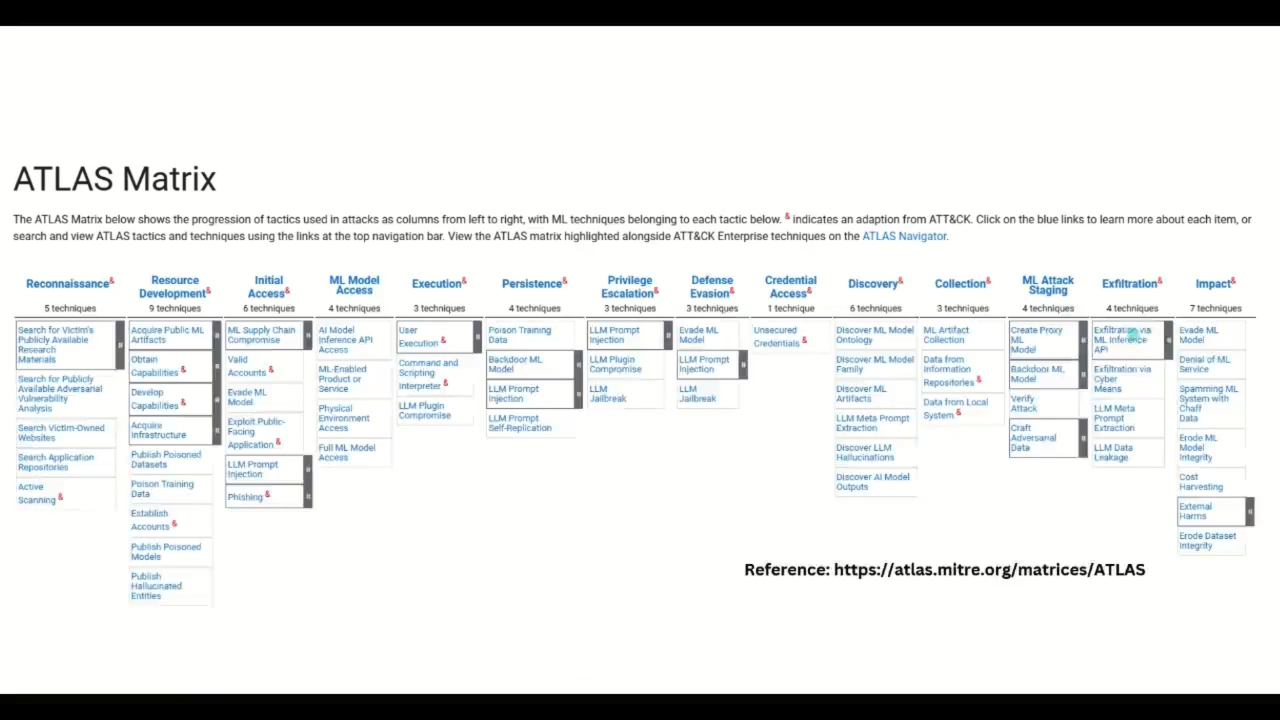 ATLAS Matrix
The ATLAS Matrix below shows the progression of tactics used in attacks as columns from left to right, with ML techniques belonging to each tactic below. & indicates an adaption from ATT&CK. Click on the blue links to learn more about each item, or
search and view ATLAS tactics and techniques using the links at the top navigation bar. View the ATLAS matrix highlighted alongside ATT&CK Enterprise techniques on the ATLAS Navigator.
Reconnaissance&
5 techniques
Search for Victim's
Publicly Available
Research
Materials
Search for Publicly
Available Adversarial
Vulnerability
Analysis
Search Victim-Owned
Websites
Search Application
Repositories
Active
Scanning &
Resource
Development&
9 techniques
Acquire Public ML
Artifacts
Obtain
Capabilities &
Develop
Capabilities &
Acquire
Infrastructure
Publish Poisoned
Datasets
Poison Training
Data
Establish
Accounts &
Publish Poisoned
Models
Publish
Hallucinated
Entities
Initial
Access&
6 techniques
ML Supply Chain
Compromise
Valid
Accounts &
Evade ML
Model
Exploit Public-
Facing
Application &
LLM Prompt
Injection
Phishing &
ML Model
Access
4 techniques
AI Model
Inference API
Access
ML-Enabled
Product or
Service
Physical
Environment
Access
Full ML Model
Access
Execution&
3 techniques
User
Execution &
Command and
Scripting
Interpreter &
LLM Plugin
Compromise
Persistence&
4 techniques
Poison Training
Data
Backdoor ML
Model
LLM Prompt
Injection
LLM Prompt
Self-Replication
Privilege
Escalation&
3 techniques
LLM Prompt
Injection
LLM Plugin
Compromise
LLM
Jailbreak
Defense
Evasion&
3 techniques
Evade ML
Model
LLM Prompt
Injection
LLM
Jailbreak
Credential
Access&
1 technique
Unsecured
Credentials &
Discovery&
6 techniques
Discover ML Model
Ontology
Discover ML Model
Family
Discover ML
Artifacts
LLM Meta Prompt
Extraction
Discover LLM
Hallucinations
Discover AI Model
Outputs
Collection&
3 techniques
ML Artifact
Collection
Data from
Information
Repositories &
Data from Local
System &
ML Attack
Staging
4 techniques
Create Proxy
ML
Model
Backdoor ML
Model
Verify
Attack
Craft
Adversarial
Data
Exfiltration&
4 techniques
Exfiltration via
ML Inference
API
Exfiltration via
Cyber
Means
LLM Meta
Prompt
Extraction
LLM Data
Leakage
Impact&
7 techniques
Evade ML
Model
Denial of ML
Service
Spamming ML
System with
Chaff
Data
Erode ML
Model
Integrity
Cost
Harvesting
External
Harms
Erode Dataset
Integrity
Reference: https://atlas.mitre.org/matrices/ATLAS